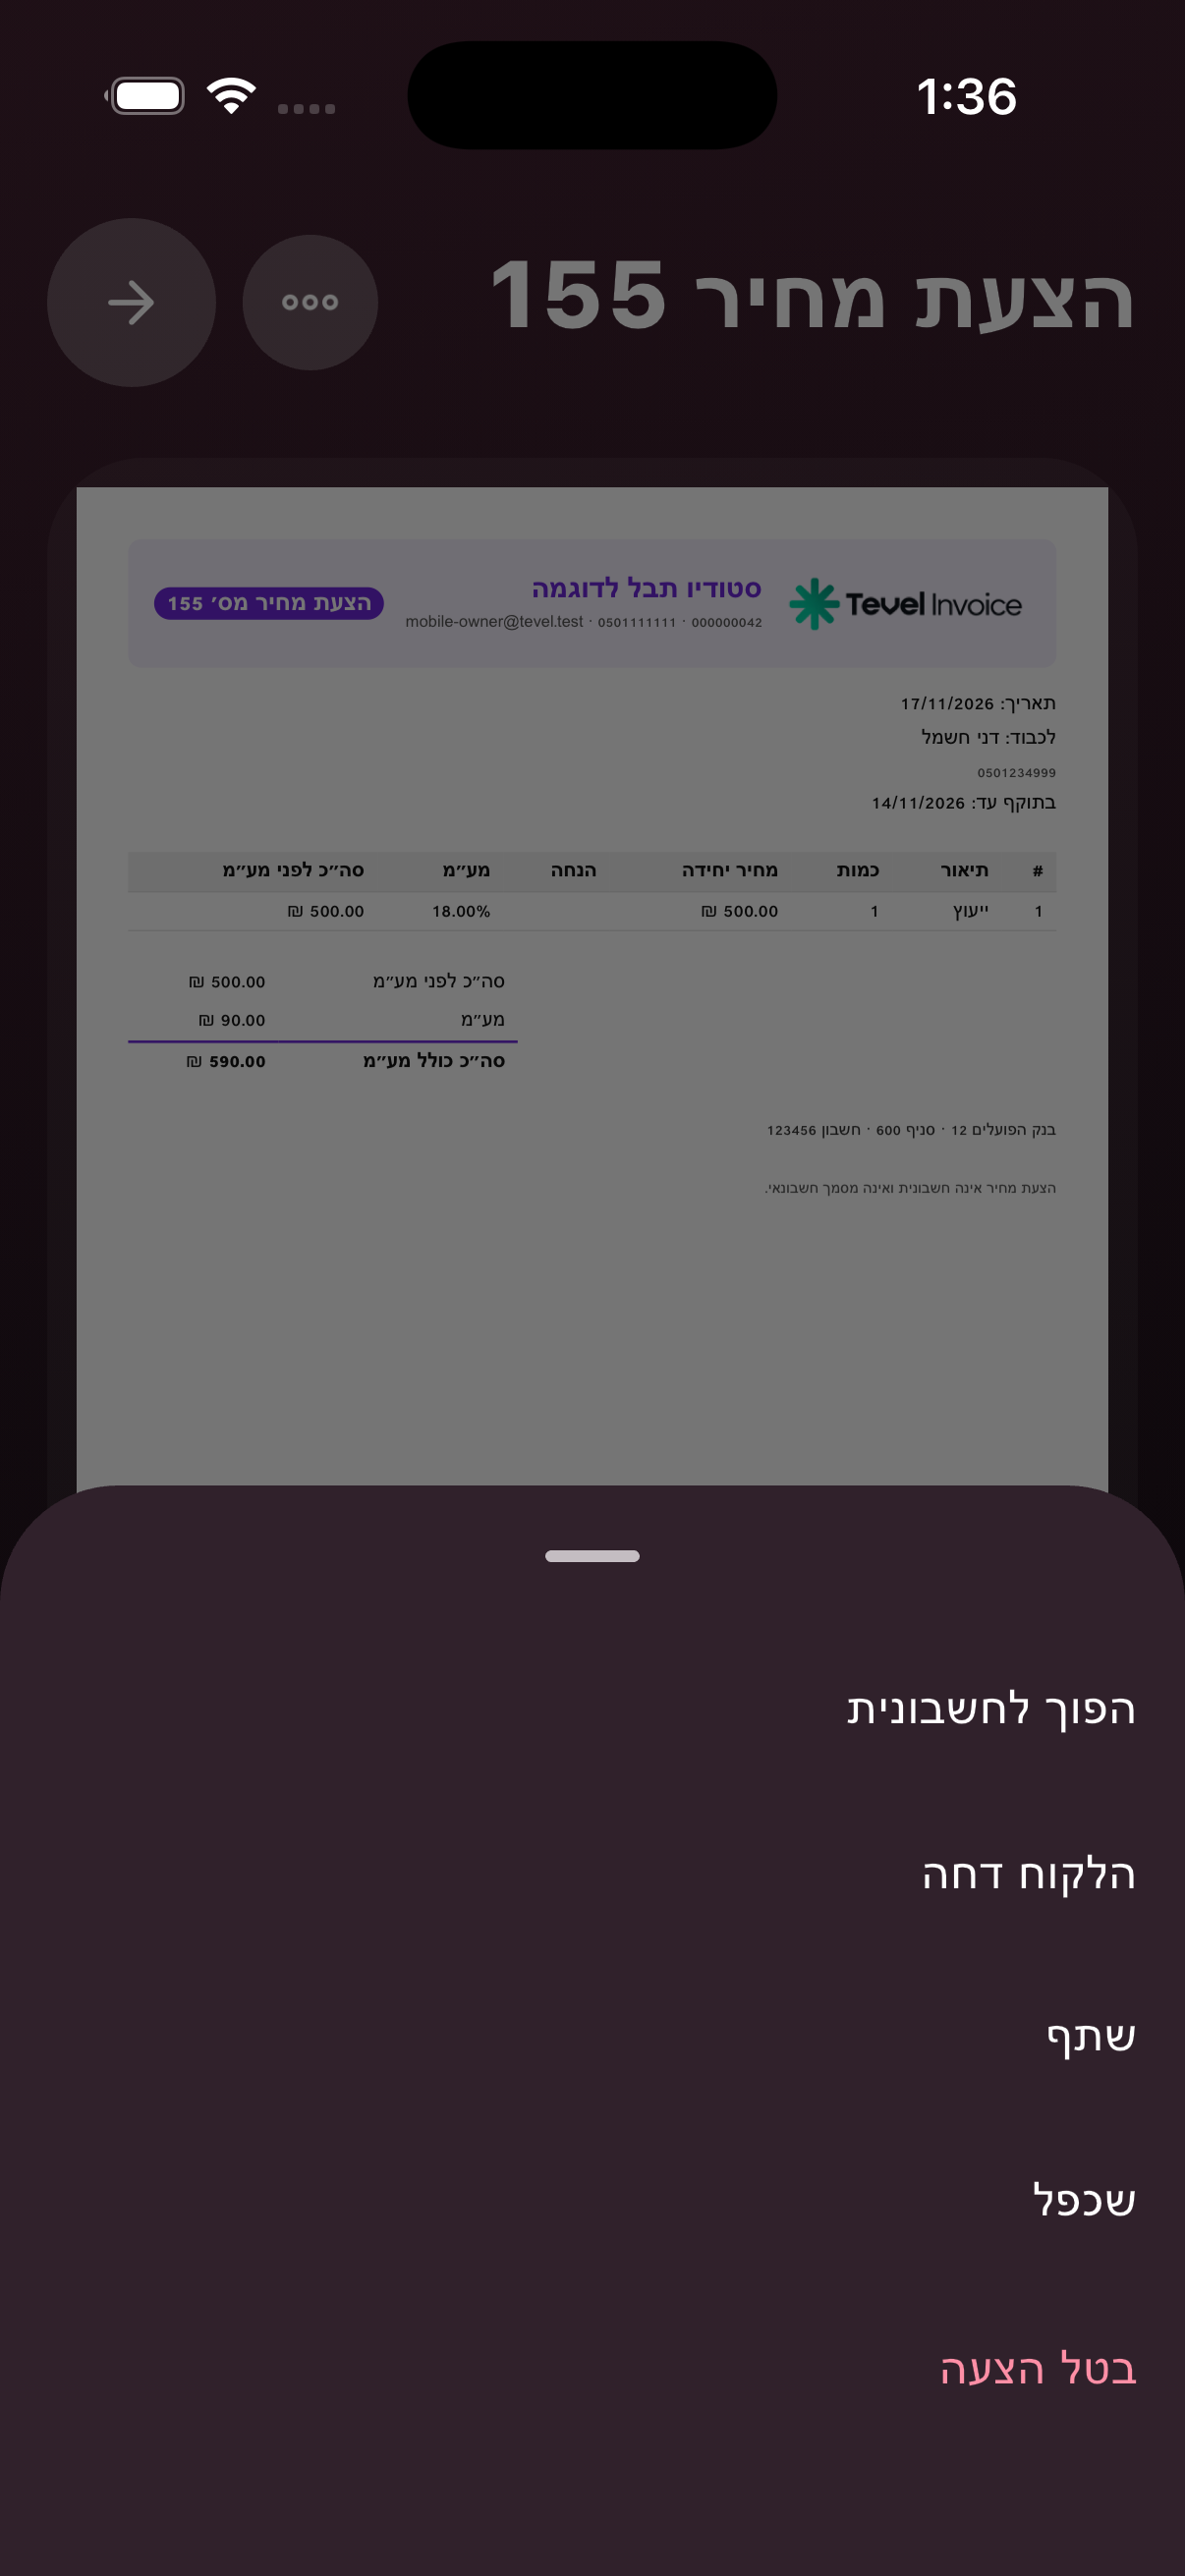 1:36
הצעת מחיר 155
Tevel Invoice
סטודיו תבל לדוגמה
000000042 · 0501111111 · mobile-owner@tevel.test
הצעת מחיר מס׳ 155
תאריך: 17/11/2026
לכבוד: דני חשמל
0501234999
בתוקף עד: 14/11/2026
# תיאור כמות מחיר יחידה הנחה מע״מ סה״כ לפני מע״מ
1 ייעוץ 1 500.00 ₪ 18.00% 500.00 ₪
סה״כ לפני מע״מ 500.00 ₪
מע״מ 90.00 ₪
סה״כ כולל מע״מ 590.00 ₪
בנק הפועלים 12 · סניף 600 · חשבון 123456
הצעת מחיר אינה חשבונית ואינה מסמך חשבונאי.
הפוך לחשבונית
הלקוח דחה
שתף
שכפל
בטל הצעה